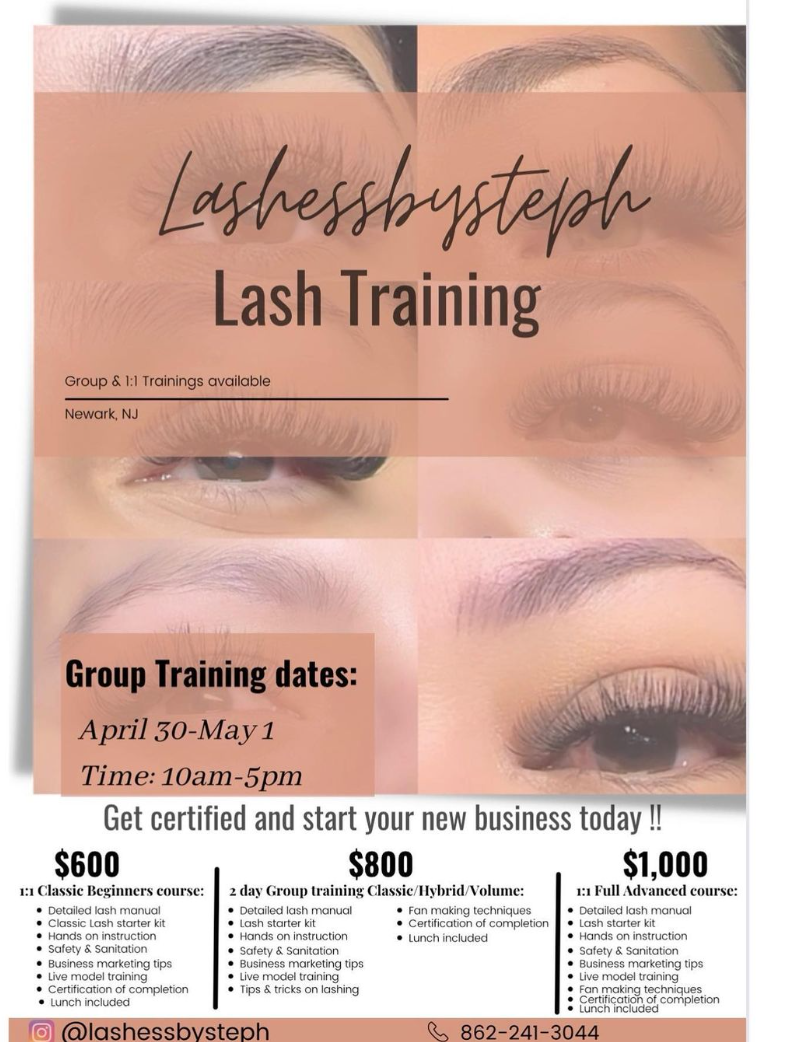 Lashessbysteph
Lash Training
Group & 1:1 Trainings available
Newark, NJ
Group Training dates:
April 30-May 1
Time: 10am-5pm
Get certified and start your new business today !!
$600
1:1 Classic Beginners course:
• Detailed lash manual
• Classic Lash starter kit
• Hands on instruction
• Safety & Sanitation
• Business marketing tips
• Live model training
• Certification of completion
• Lunch included
$800
2 day Group training Classic/Hybrid/Volume:
• Detailed lash manual
• Lash starter kit
• Hands on instruction
• Safety & Sanitation
• Business marketing tips
• Live model training
• Tips & tricks on lashing
• Fan making techniques
• Certification of completion
• Lunch included
$1,000
1:1 Full Advanced course:
• Detailed lash manual
• Lash starter kit
• Hands on instruction
• Safety & Sanitation
• Business marketing tips
• Live model training
• Fan making techniques
• Certification of completion
• Lunch included
@lashessbysteph
862-241-3044